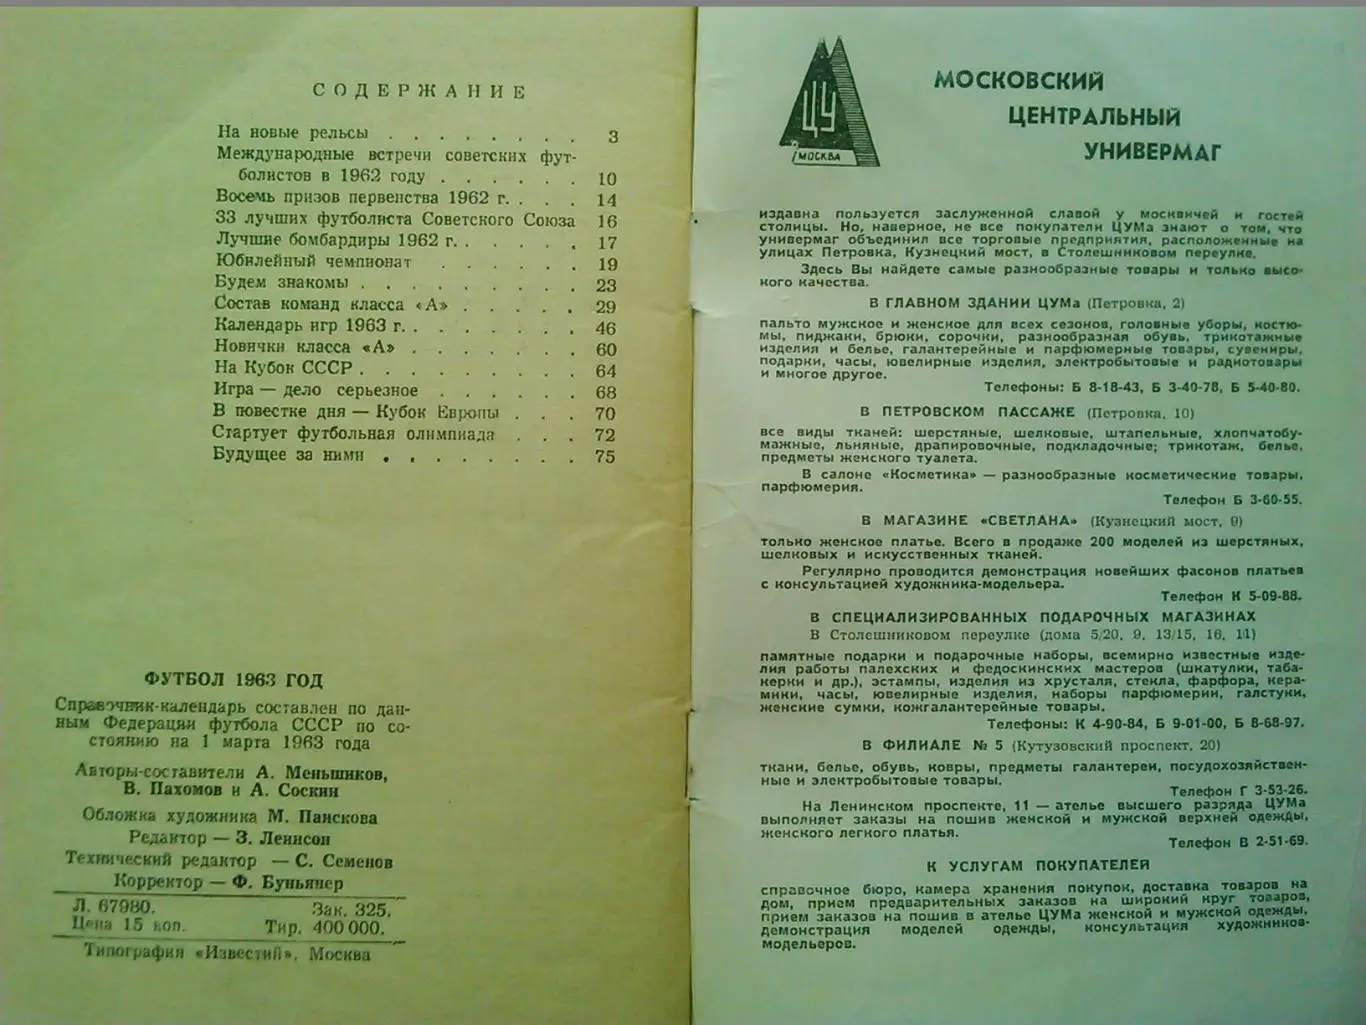 СОДЕРЖАНИЕ
На новые рельсы . . . . . . . . 3
Международные встречи советских фут-
болистов в 1962 году . . . . . . 10
Восемь призов первенства 1962 г. . . . 14
33 лучших футболиста Советского Союза 16
Лучшие бомбардиры 1962 г. . . . . . 17
Юбилейный чемпионат . . . . . . 19
Будем знакомы . . . . . . . . 23
Состав команд класса «А» . . . . . 29
Календарь игр 1963 г. . . . . . . . 46
Новички класса «А» . . . . . . . 60
На Кубок СССР . . . . . . . . 64
Игра — дело серьезное . . . . . . 68
В повестке дня — Кубок Европы . . . 70
Стартует футбольная олимпиада . . . 72
Будущее за ними . . . . . . . . 75
ФУТБОЛ 1963 ГОД
Справочник-календарь составлен по дан-
ным Федерации футбола СССР по со-
стоянию на 1 марта 1963 года
Авторы-составители А. Меньшиков,
В. Пахомов и А. Соскин
Обложка художника М. Панскова
Редактор — З. Леинсон
Технический редактор — С. Семенов
Корректор — Ф. Буньячер
Л. 67980. Зак. 325.
Цена 15 коп. Тир. 400 000.
Типография «Известий», Москва
ЦУ
МОСКВА
МОСКОВСКИЙ
ЦЕНТРАЛЬНЫЙ
УНИВЕРМАГ
издавна пользуется заслуженной славой у москвичей и гостей
столицы. Но, наверное, не все покупатели ЦУМа знают о том, что
универмаг объединил все торговые предприятия, расположенные на
улицах Петровка, Кузнецкий мост, в Столешниковом переулке.
Здесь Вы найдете самые разнообразные товары и только высо-
кого качества.
В ГЛАВНОМ ЗДАНИИ ЦУМа (Петровка, 2)
пальто мужское и женское для всех сезонов, головные уборы, костю-
мы, пиджаки, брюки, сорочки, разнообразная обувь, трикотажные
изделия и белье, галантерейные и парфюмерные товары, сувениры,
подарки, часы, ювелирные изделия, электробытовые и радиотовары
и многое другое.
Телефоны: Б 8-18-43, Б 3-40-78, Б 5-40-80.
В ПЕТРОВСКОМ ПАССАЖЕ (Петровка, 10)
все виды тканей: шерстяные, шелковые, штапельные, хлопчатобу-
мажные, льняные, драпировочные, подкладочные; трикотаж, белье,
предметы женского туалета.
В салоне «Косметика» — разнообразные косметические товары,
парфюмерия.
Телефон Б 3-60-55.
В МАГАЗИНЕ «СВЕТЛАНА» (Кузнецкий мост, 9)
только женское платье. Всего в продаже 200 моделей из шерстяных,
шелковых и искусственных тканей.
Регулярно проводится демонстрация новейших фасонов платьев
с консультацией художника-модельера.
Телефон К 5-09-88.
В СПЕЦИАЛИЗИРОВАННЫХ ПОДАРОЧНЫХ МАГАЗИНАХ
В Столешниковом переулке (дома 5/20, 9, 13/15, 16, 11)
памятные подарки и подарочные наборы, всемирно известные изде-
лия работы палехских и федоскинских мастеров (шкатулки, таба-
керки и др.), эстампы, изделия из хрусталя, стекла, фарфора, кера-
мики, часы, ювелирные изделия, наборы парфюмерии, галстуки,
женские сумки, кожгалантерейные товары.
Телефоны: К 4-90-84, Б 9-01-00, Б 8-68-97.
В ФИЛИАЛЕ № 5 (Кутузовский проспект, 20)
ткани, белье, обувь, ковры, предметы галантереи, посудохозяйствен-
ные и электробытовые товары.
Телефон Г 3-53-26.
На Ленинском проспекте, 11 — ателье высшего разряда ЦУМа
выполняет заказы на пошив женской и мужской верхней одежды,
женского легкого платья.
Телефон В 2-51-69.
К УСЛУГАМ ПОКУПАТЕЛЕЙ
справочное бюро, камера хранения покупок, доставка товаров на
дом, прием предварительных заказов на широкий круг товаров,
прием заказов на пошив в ателье ЦУМа женской и мужской одежды,
демонстрация моделей одежды, консультация художников-
модельеров.